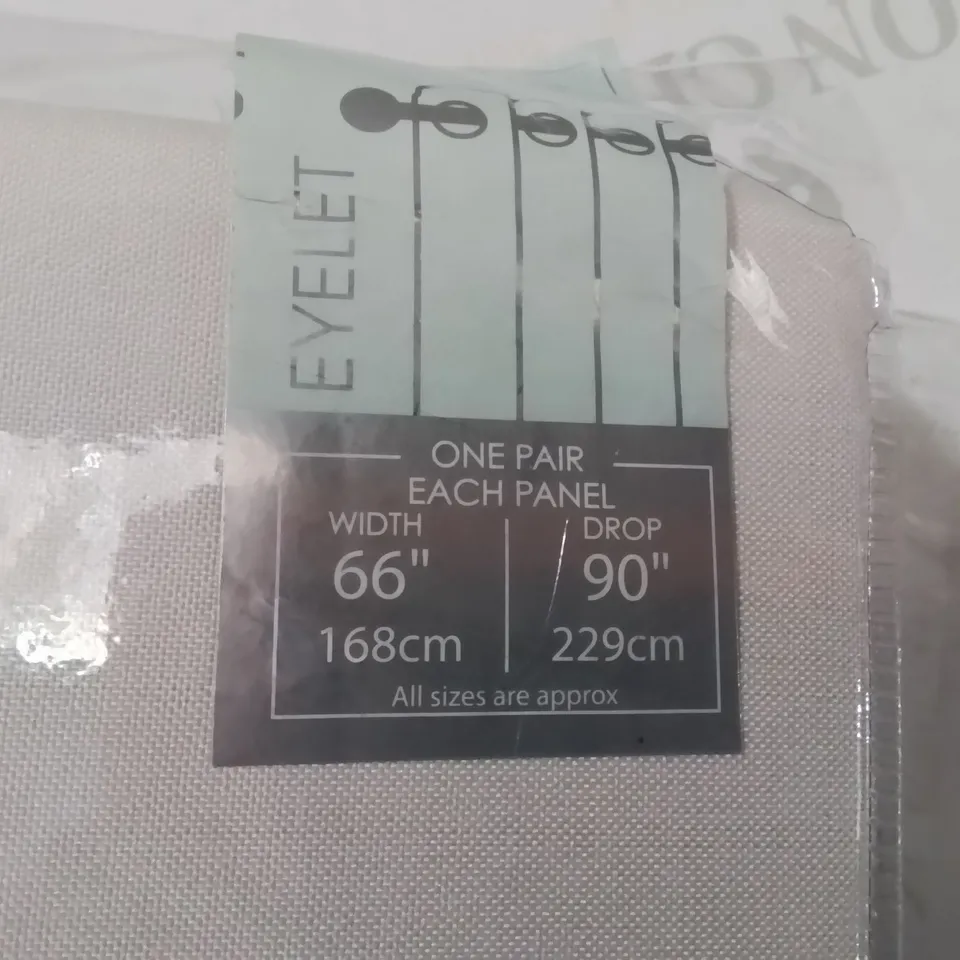 EYELET
ONE PAIR
EACH PANEL
WIDTH DROP
66" 90"
168cm 229cm
All sizes are approx